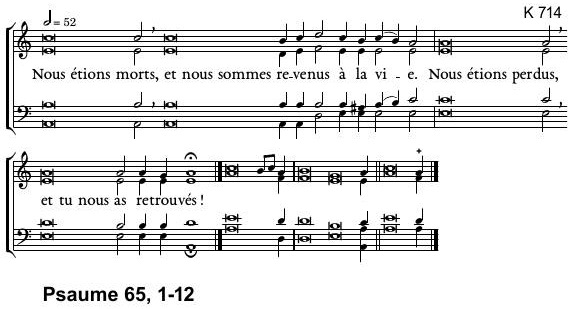 K 714
= 52
Nous étions morts, et nous sommes re-venus à la vi - e. Nous étions perdus,
et tu nous as retrouvés !
Psaume 65, 1-12